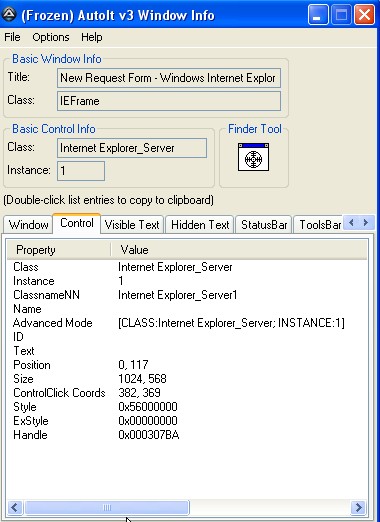 (Frozen) AutoIt v3 Window Info
File Options Help
Basic Window Info
Title: New Request Form - Windows Internet Explor
Class: IEFrame
Basic Control Info
Finder Tool
Class: Internet Explorer_Server
Instance: 1
(Double-click list entries to copy to clipboard)
Window Control Visible Text Hidden Text StatusBar ToolsBar
Property Value
Class Internet Explorer_Server
Instance 1
ClassnameNN Internet Explorer_Server1
Name
Advanced Mode [CLASS:Internet Explorer_Server; INSTANCE:1]
ID
Text
Position 0, 117
Size 1024, 568
ControlClick Coords 382, 369
Style 0x56000000
ExStyle 0x00000000
Handle 0x000307BA